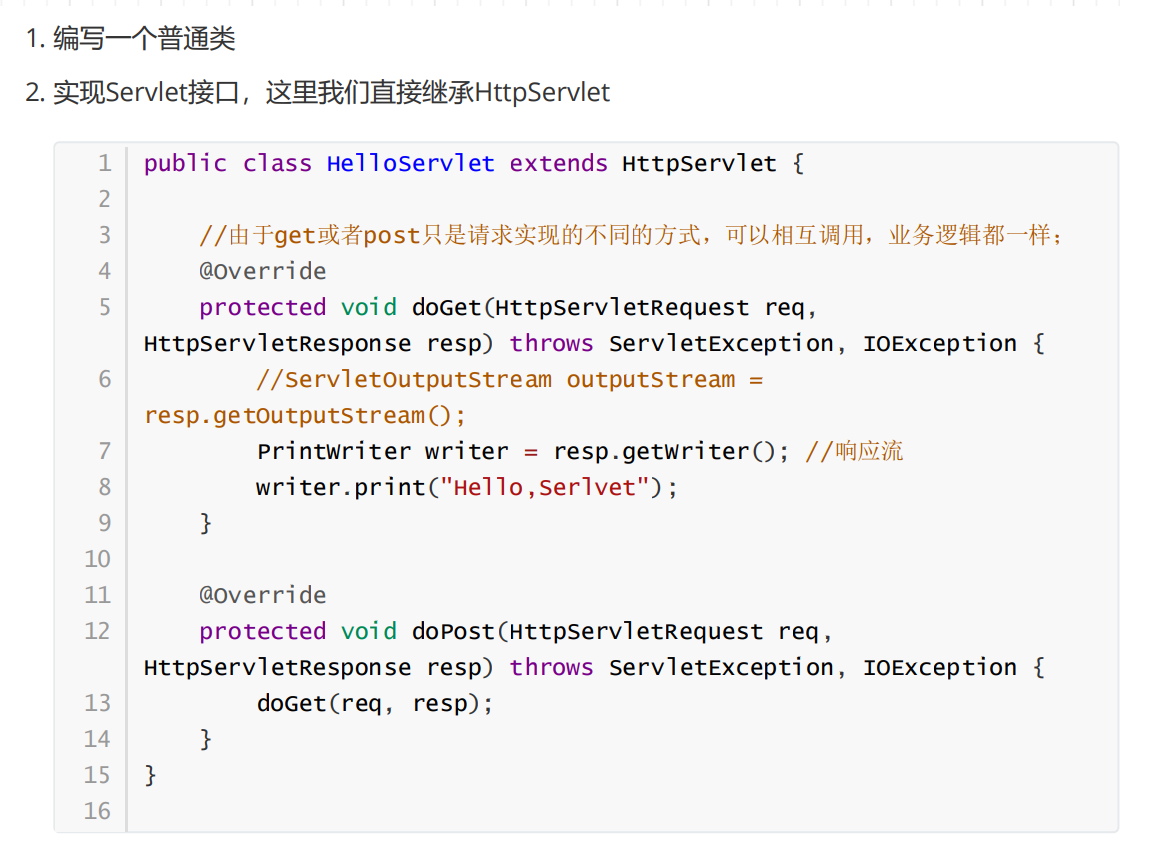 1. 编写一个普通类
2. 实现Servlet接口，这里我们直接继承HttpServlet
1 public class HelloServlet extends HttpServlet {
2
3 //由于get或者post只是请求实现的不同的方式，可以相互调用，业务逻辑都一样；
4 @Override
5 protected void doGet(HttpServletRequest req,
HttpServletResponse resp) throws ServletException, IOException {
6 //ServletOutputStream outputStream =
resp.getOutputStream();
7 PrintWriter writer = resp.getWriter(); //响应流
8 writer.print("Hello,Serlvet");
9 }
10
11 @Override
12 protected void doPost(HttpServletRequest req,
HttpServletResponse resp) throws ServletException, IOException {
13 doGet(req, resp);
14 }
15 }
16